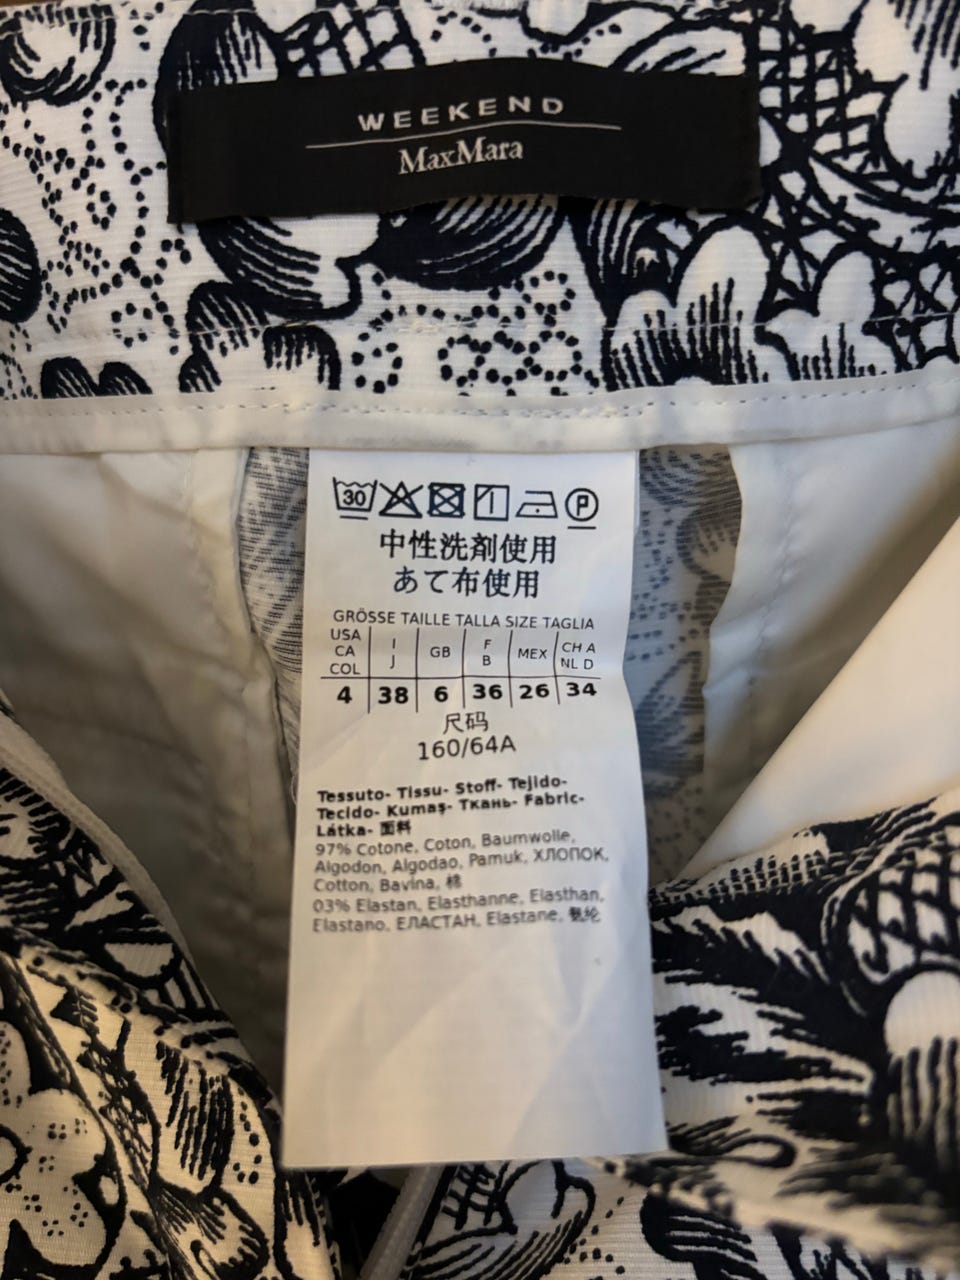 WEEKEND
MaxMara
30 P
中性洗剤使用
あて布使用
GRÖSSE TAILLE TALLA SIZE TAGLIA
USA CA COL I J GB F B MEX CH A NL D
4 38 6 36 26 34
尺码
160/64A
Tessuto- Tissu- Stoff- Tejido-
Tecido- Kumaş- Ткань- Fabric-
Látka- 面料
97% Cotone, Coton, Baumwolle,
Algodon, Algodao, Pamuk, ХЛОПОК,
Cotton, Bavina, 棉
03% Elastan, Elasthanne, Elasthan,
Elastano, ЕЛАСТАН, Elastane, 氨纶